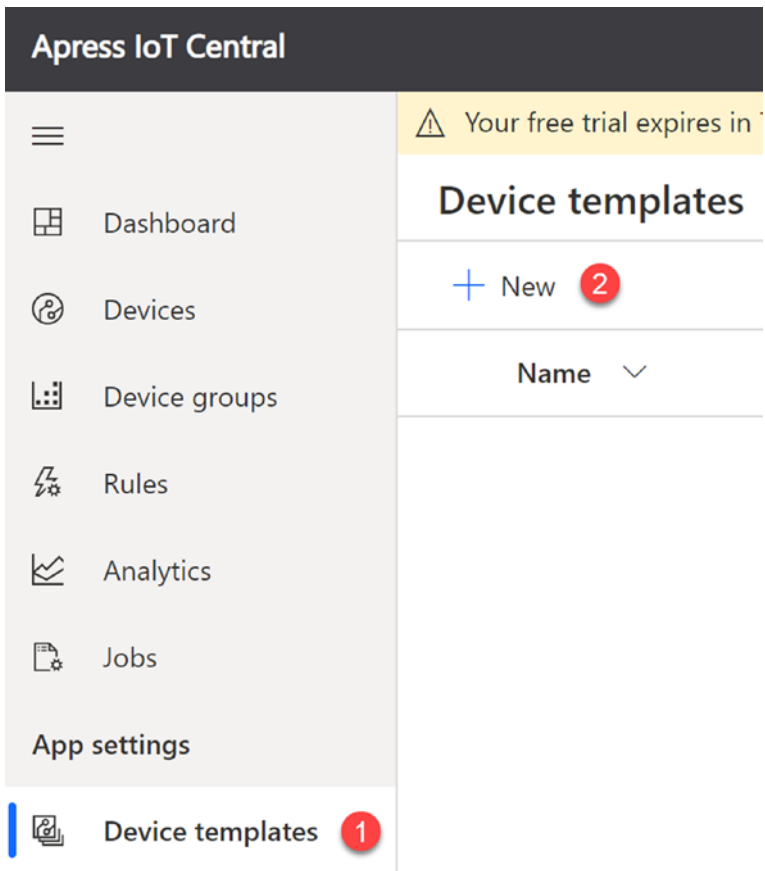 Apress IoT Central
Your free trial expires in
Dashboard
Device templates
Devices
+ New 2
Device groups
Name
Rules
Analytics
Jobs
App settings
Device templates 1